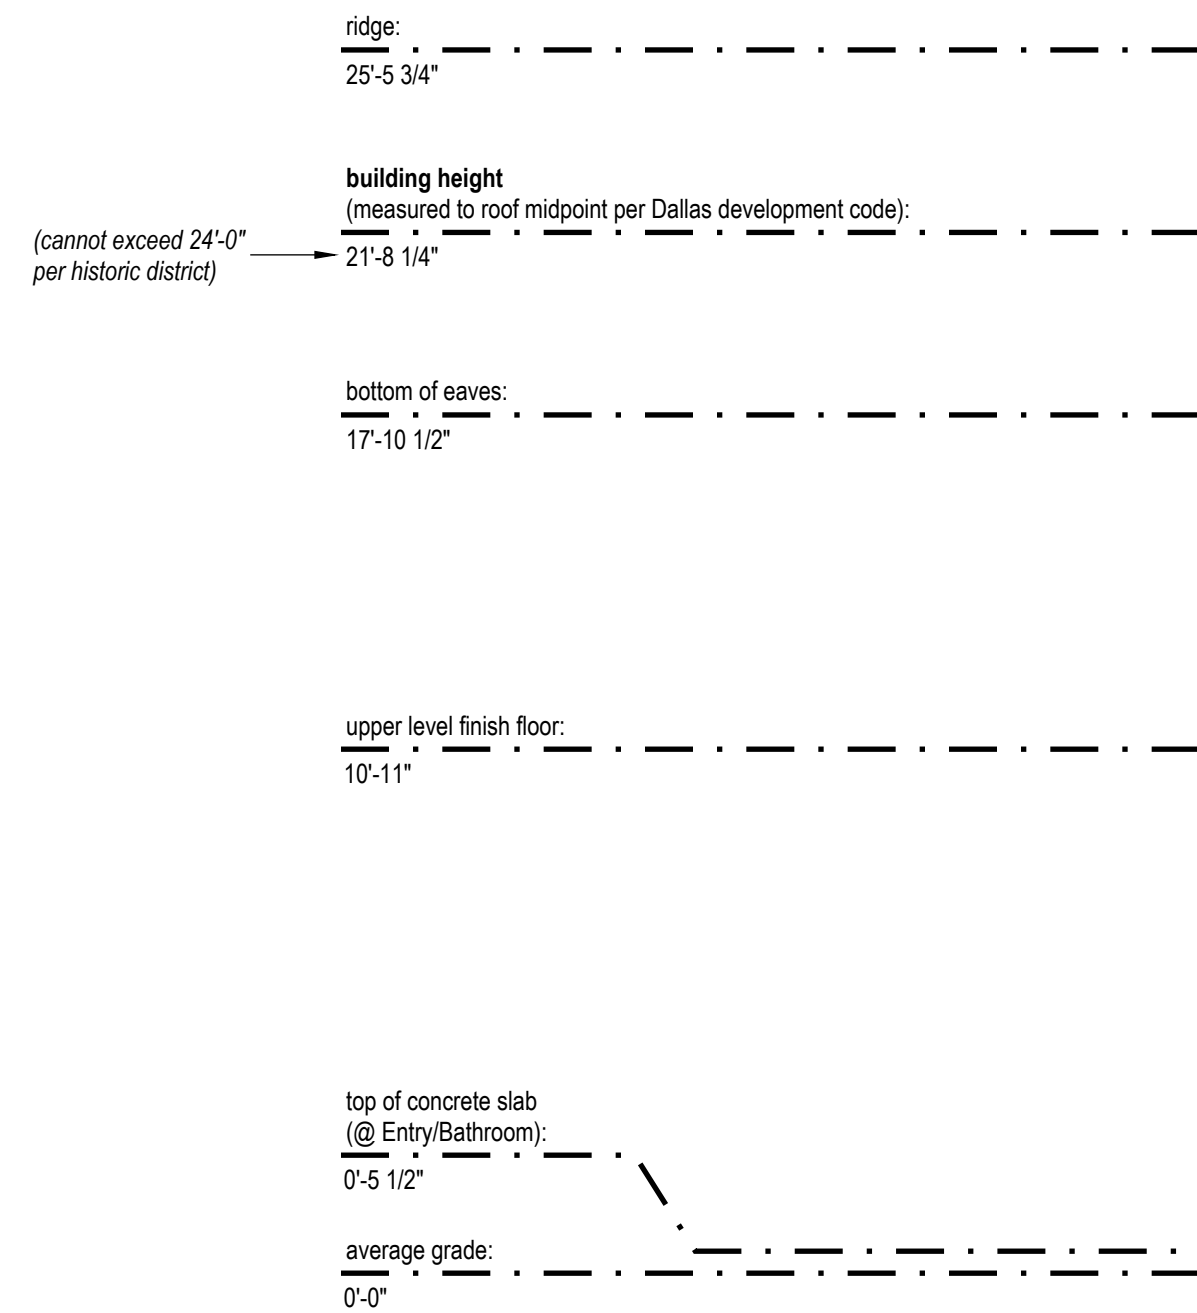 ridge:
25'-5 3/4"
building height
(measured to roof midpoint per Dallas development code):
(cannot exceed 24'-0"
per historic district)
21'-8 1/4"
bottom of eaves:
17'-10 1/2"
upper level finish floor:
10'-11"
top of concrete slab
(@ Entry/Bathroom):
0'-5 1/2"
average grade:
0'-0"